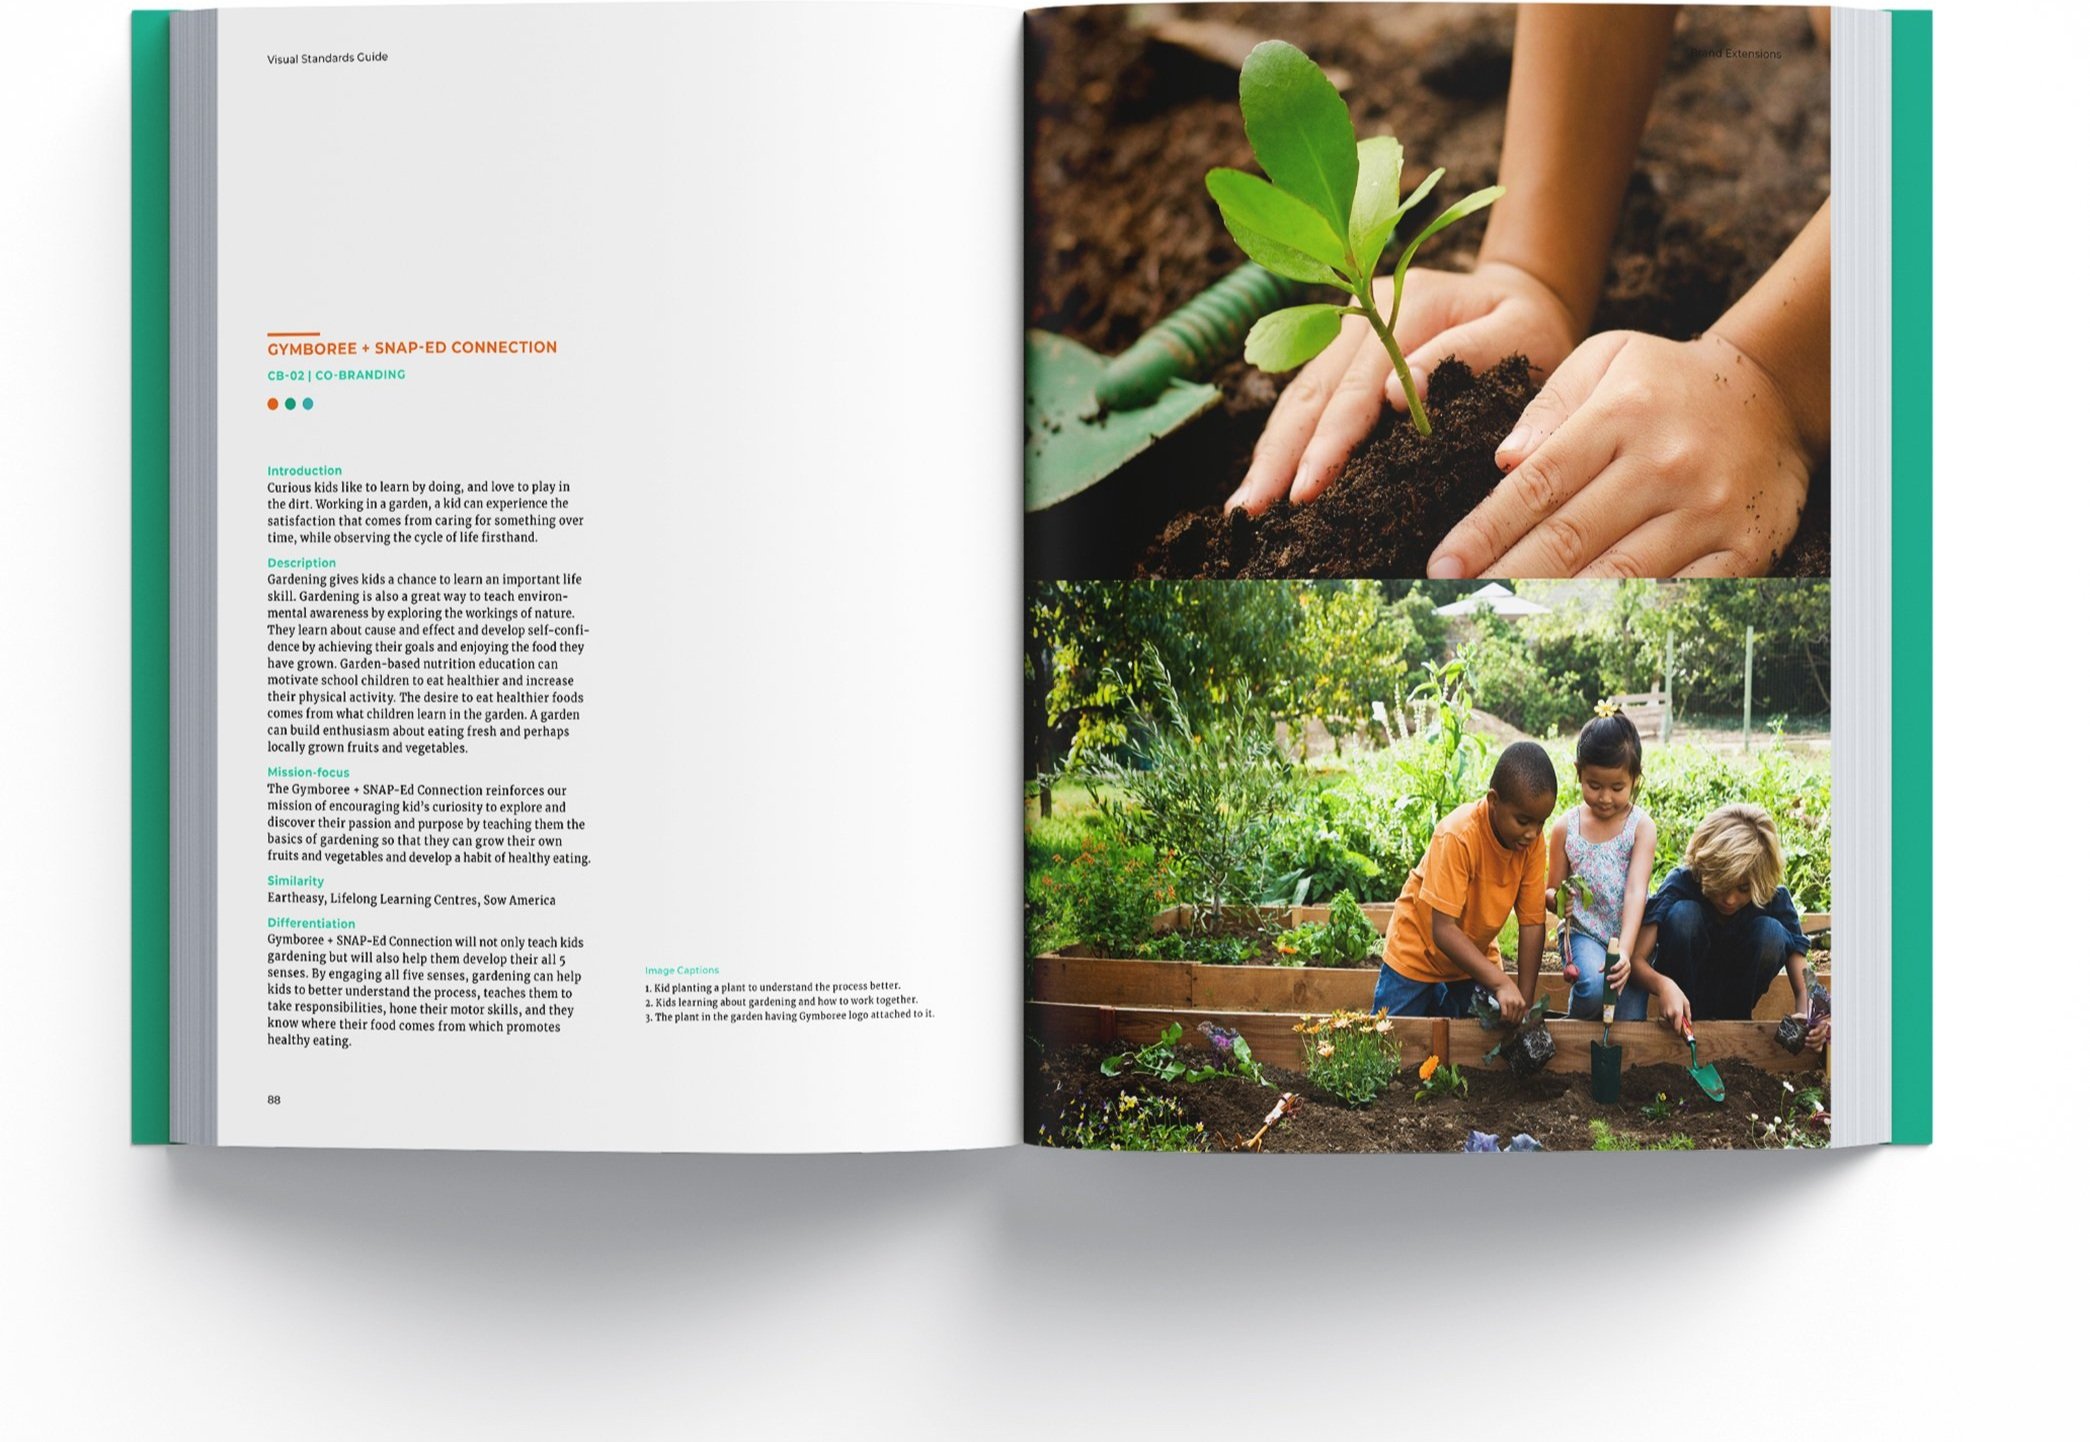 Visual Standards Guide
Brand Extensions
GYMBOREE + SNAP-ED CONNECTION
CB-02 | CO-BRANDING
Introduction
Curious kids like to learn by doing, and love to play in
the dirt. Working in a garden, a kid can experience the
satisfaction that comes from caring for something over
time, while observing the cycle of life firsthand.
Description
Gardening gives kids a chance to learn an important life
skill. Gardening is also a great way to teach environ-
mental awareness by exploring the workings of nature.
They learn about cause and effect and develop self-confi-
dence by achieving their goals and enjoying the food they
have grown. Garden-based nutrition education can
motivate school children to eat healthier and increase
their physical activity. The desire to eat healthier foods
comes from what children learn in the garden. A garden
can build enthusiasm about eating fresh and perhaps
locally grown fruits and vegetables.
Mission-focus
The Gymboree + SNAP-Ed Connection reinforces our
mission of encouraging kid's curiosity to explore and
discover their passion and purpose by teaching them the
basics of gardening so that they can grow their own
fruits and vegetables and develop a habit of healthy eating.
Similarity
Eartheasy, Lifelong Learning Centres, Sow America
Differentiation
Gymboree + SNAP-Ed Connection will not only teach kids
gardening but will also help them develop their all 5
senses. By engaging all five senses, gardening can help
kids to better understand the process, teaches them to
take responsibilities, hone their motor skills, and they
know where their food comes from which promotes
healthy eating.
Image Captions
1. Kid planting a plant to understand the process better.
2. Kids learning about gardening and how to work together.
3. The plant in the garden having Gymboree logo attached to it.
88